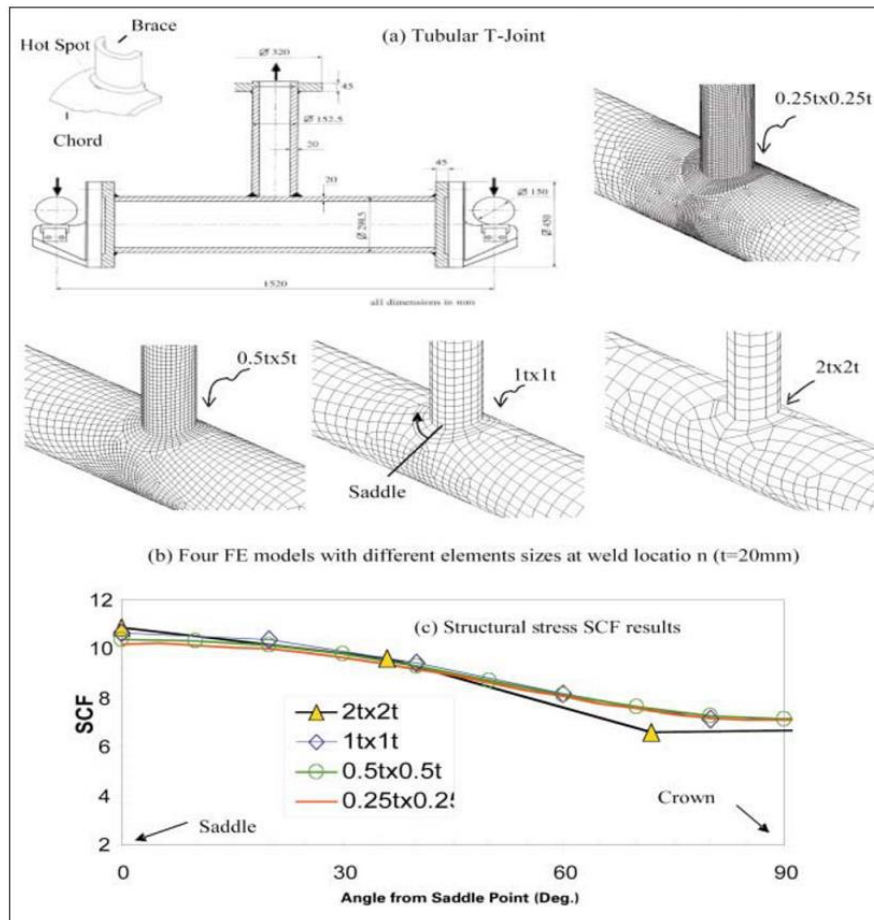 (a) Tubular T-Joint
Brace
Hot Spot
Chord
Ø 320
45
Ø 152.5
20
20
45
Ø 150
Ø 450
1520
all dimensions in mm
0.25tx0.25t
0.5tx5t
1tx1t
Saddle
2tx2t
(b) Four FE models with different elements sizes at weld locatio n (t=20mm)
(c) Structural stress SCF results
SCF
12
10
8
6
4
2
2tx2t
1tx1t
0.5tx0.5t
0.25tx0.25
Saddle
Crown
0
30
60
90
Angle from Saddle Point (Deg.)